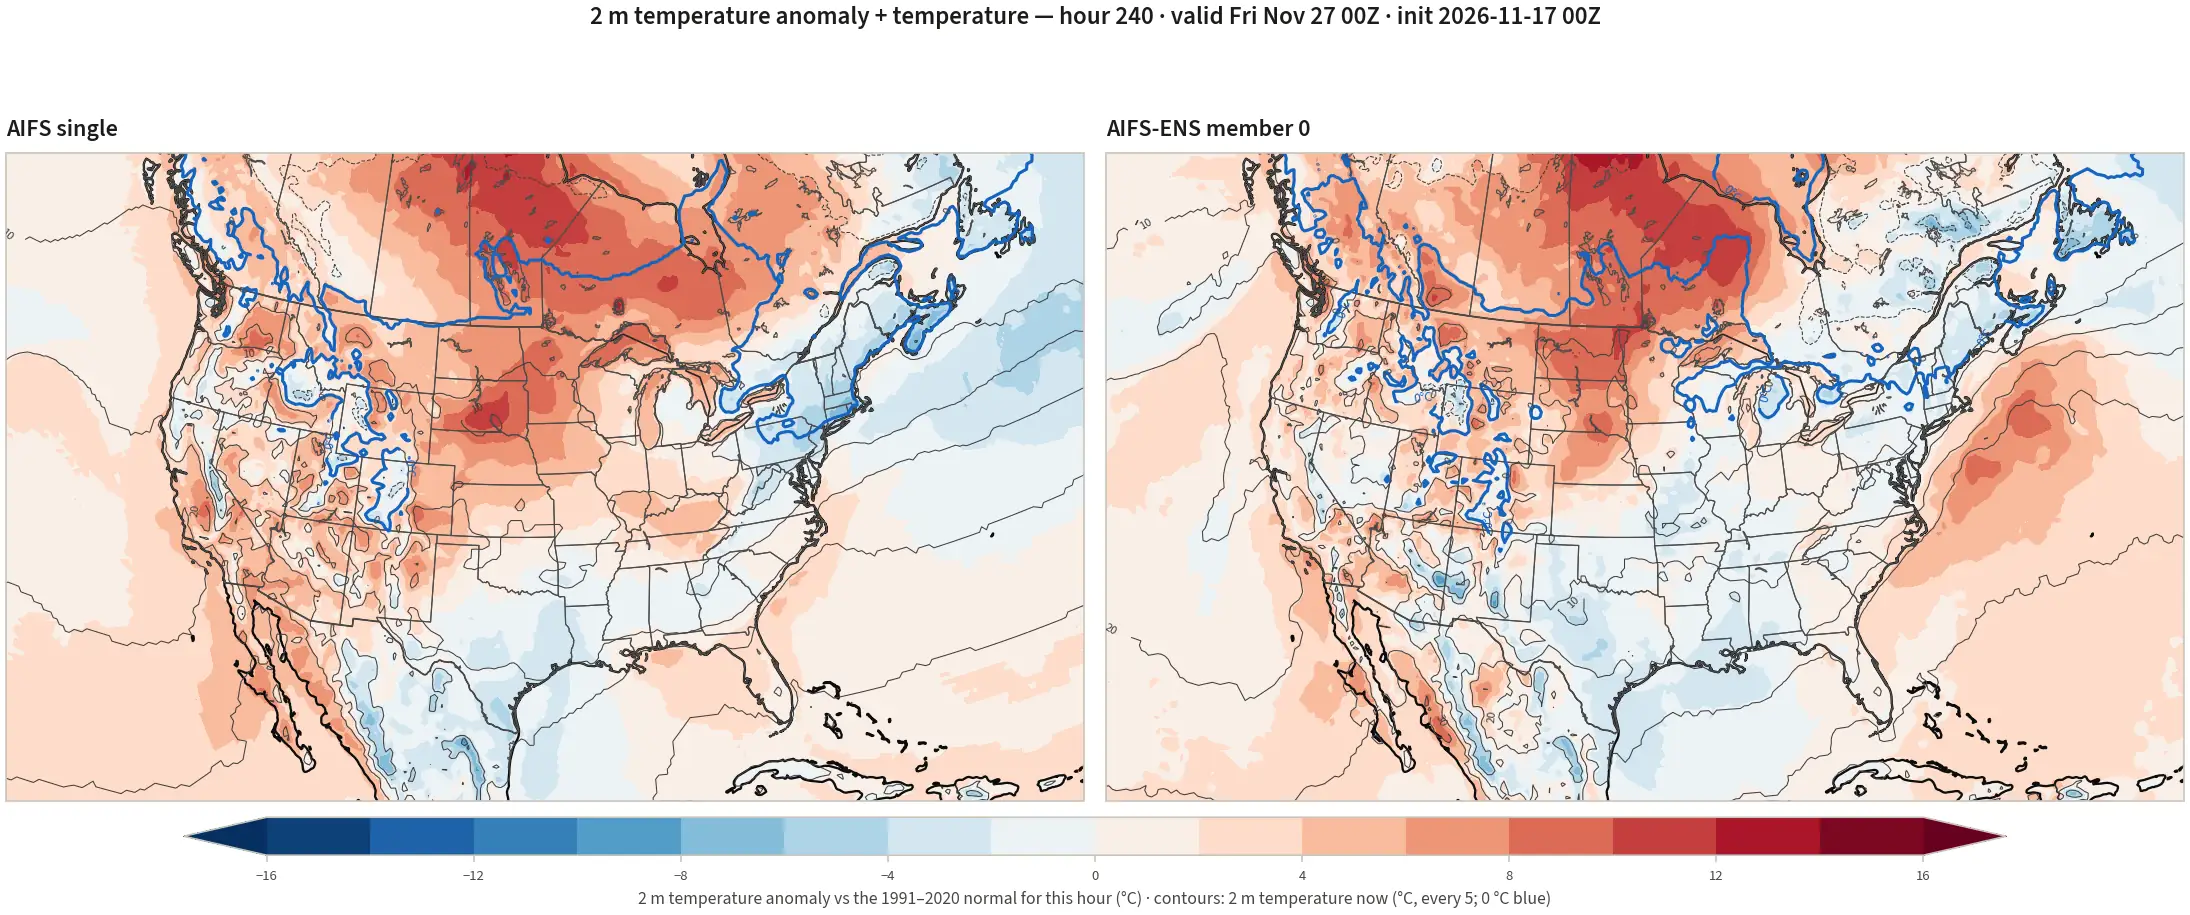 2 m temperature anomaly + temperature — hour 240 · valid Fri Nov 27 00Z · init 2026-11-17 00Z
AIFS single
AIFS-ENS member 0
−16 −12 −8 −4 0 4 8 12 16
2 m temperature anomaly vs the 1991–2020 normal for this hour (°C) · contours: 2 m temperature now (°C, every 5; 0 °C blue)